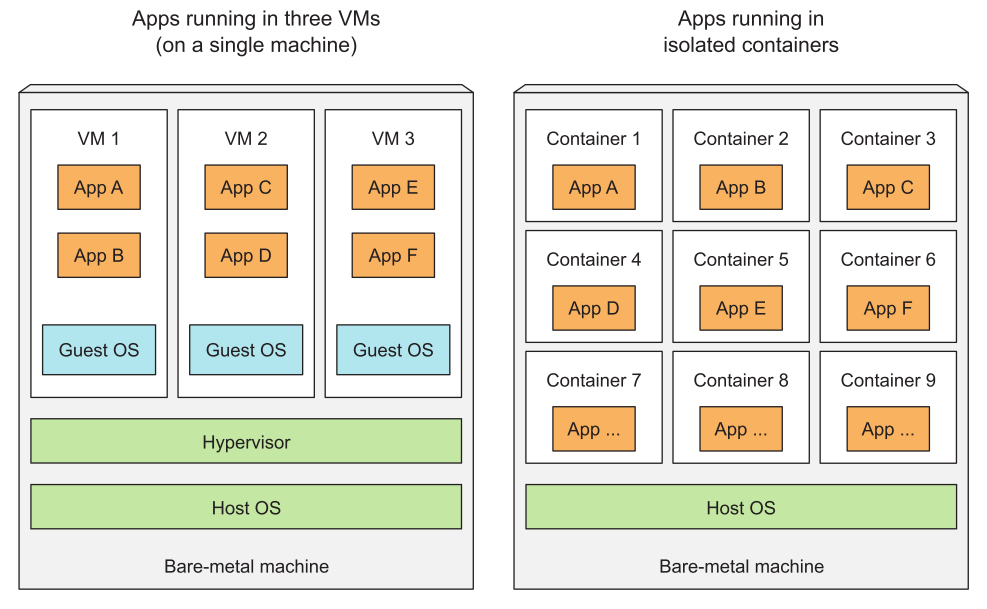 Apps running in three VMs
(on a single machine)
VM 1
App A
App B
Guest OS
VM 2
App C
App D
Guest OS
VM 3
App E
App F
Guest OS
Hypervisor
Host OS
Bare-metal machine
Apps running in
isolated containers
Container 1
App A
Container 2
App B
Container 3
App C
Container 4
App D
Container 5
App E
Container 6
App F
Container 7
App ...
Container 8
App ...
Container 9
App ...
Host OS
Bare-metal machine